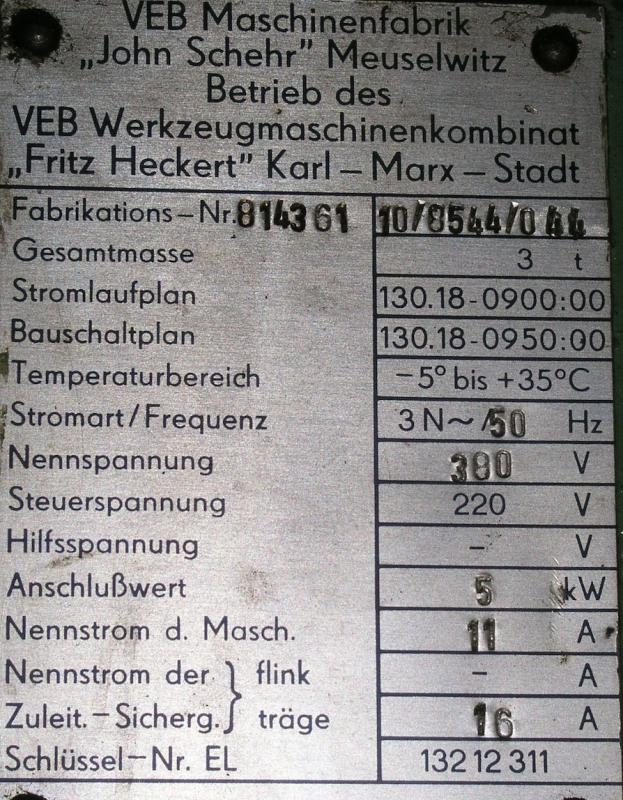 VEB Maschinenfabrik
„John Schehr" Meuselwitz
Betrieb des
VEB Werkzeugmaschinenkombinat
„Fritz Heckert" Karl – Marx – Stadt
Fabrikations – Nr. 814361 10/8544/044
Gesamtmasse 3 t
Stromlaufplan 130.18-0900:00
Bauschaltplan 130.18-0950:00
Temperaturbereich –5° bis +35°C
Stromart/Frequenz 3 N~/50 Hz
Nennspannung 380 V
Steuerspannung 220 V
Hilfsspannung – V
Anschlußwert 5 kW
Nennstrom d. Masch. 11 A
Nennstrom der } flink – A
Zuleit. – Sicherg. } träge 16 A
Schlüssel – Nr. EL 132 12 311